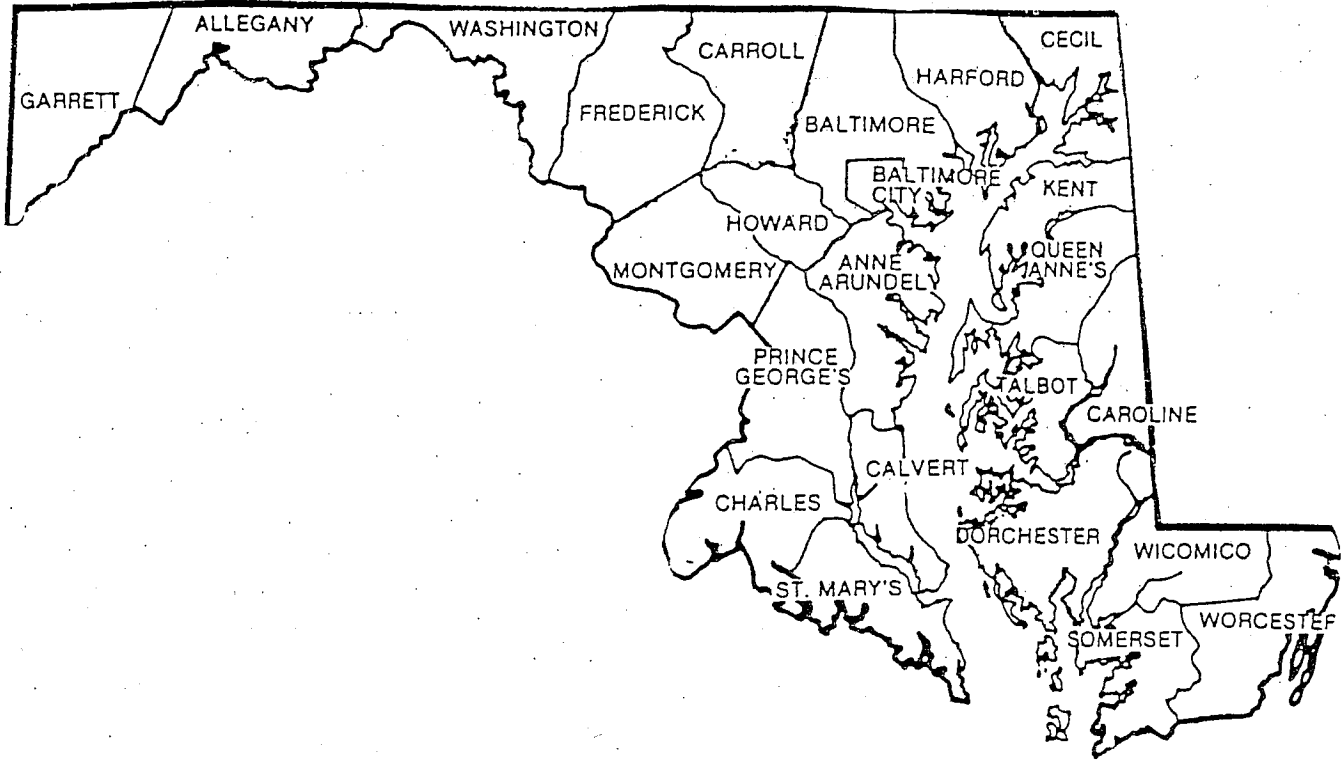 ALLEGANY
WASHINGTON
CARROLL
CECIL
HARFORD
GARRETT
FREDERICK
BALTIMORE
BALTIMORE
CITY
KENT
HOWARD
QUEEN
ANNE'S
MONTGOMERY
ANNE
ARUNDEL
PRINCE
GEORGE'S
TALBOT
CAROLINE
CALVERT
CHARLES
DORCHESTER
WICOMICO
ST. MARY'S
WORCESTER
SOMERSET